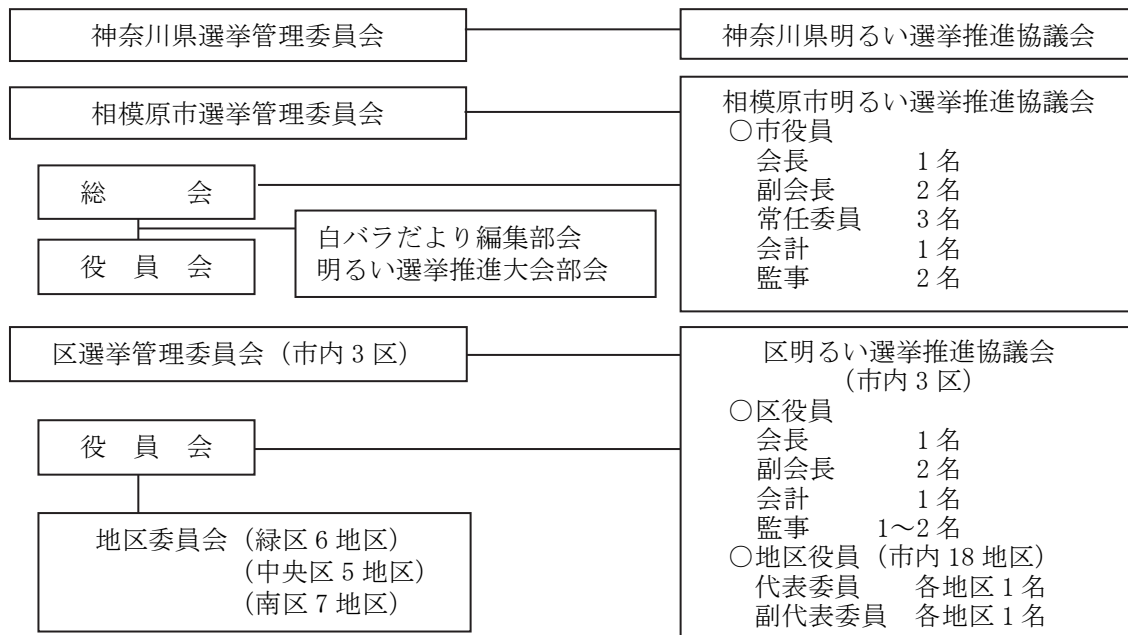 神奈川県選挙管理委員会
神奈川県明るい選挙推進協議会
相模原市選挙管理委員会
相模原市明るい選挙推進協議会
○市役員
会長 1名
副会長 2名
常任委員 3名
会計 1名
監事 2名
総 会
役 員 会
白バラだより編集部会
明るい選挙推進大会部会
区選挙管理委員会（市内3区）
区明るい選挙推進協議会
（市内3区）
○区役員
会長 1名
副会長 2名
会計 1名
監事 1～2名
○地区役員（市内18地区）
代表委員 各地区1名
副代表委員 各地区1名
役 員 会
地区委員会（緑区6地区）
（中央区5地区）
（南区7地区）